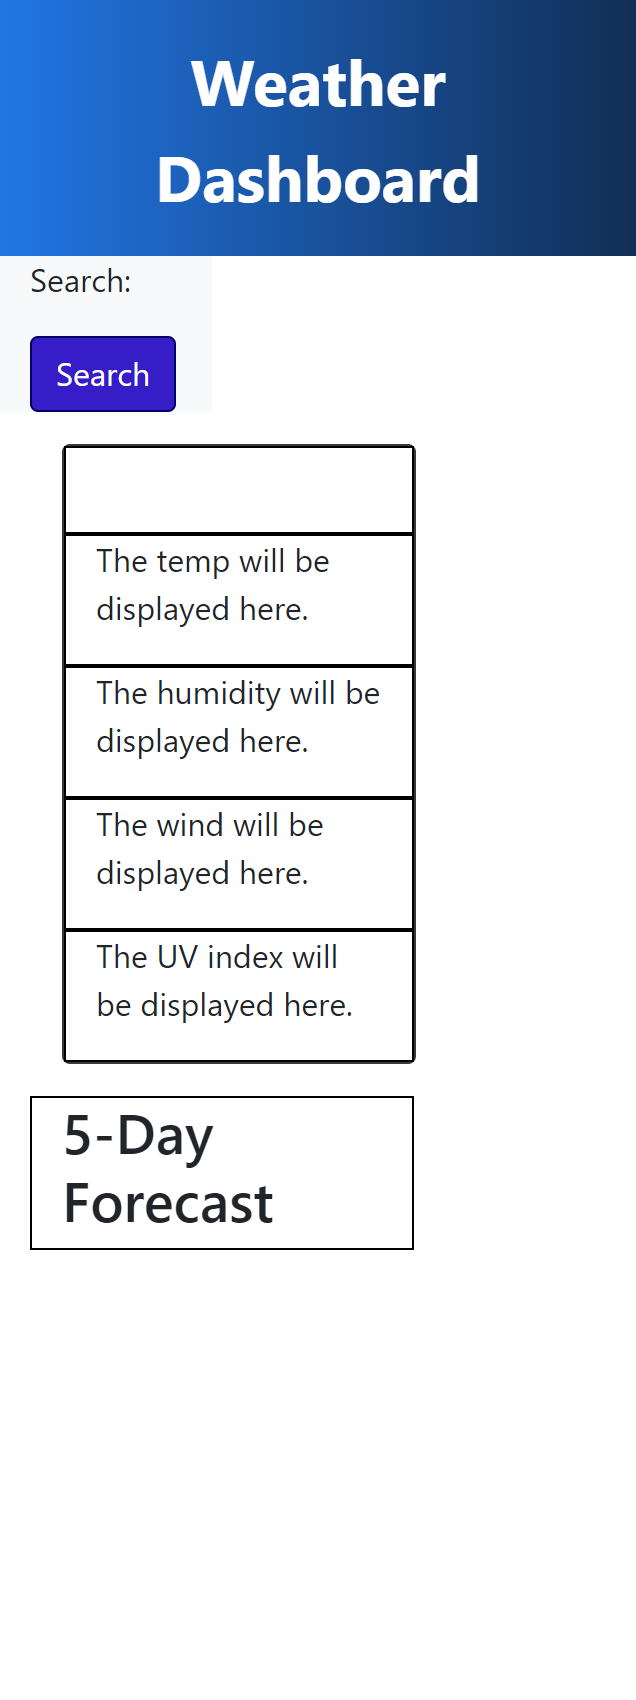 Weather
Dashboard
Search:
Search
The temp will be
displayed here.
The humidity will be
displayed here.
The wind will be
displayed here.
The UV index will
be displayed here.
5-Day
Forecast